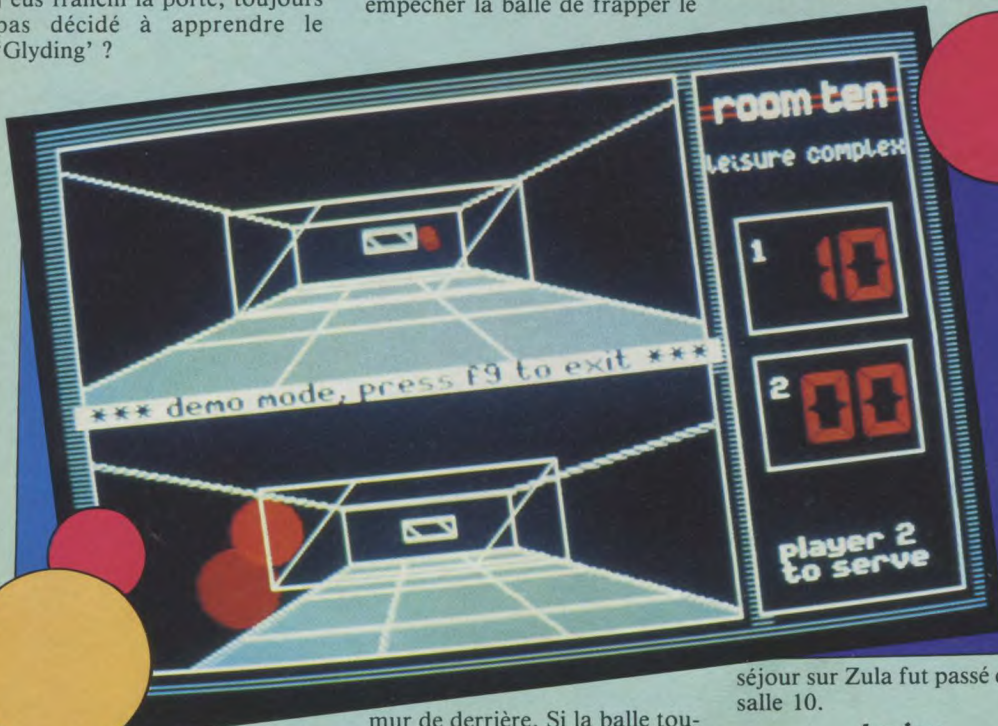 eus franchi la porte, toujours
pas décidé à apprendre le
'Glyding' ?
empêcher la balle de frapper le
room ten
leisure complex
1
10
2
00
player 2
to serve
*** demo mode, press f9 to exit ***
mur de derrière. Si la balle tou-
séjour sur Zula fut passé
salle 10.